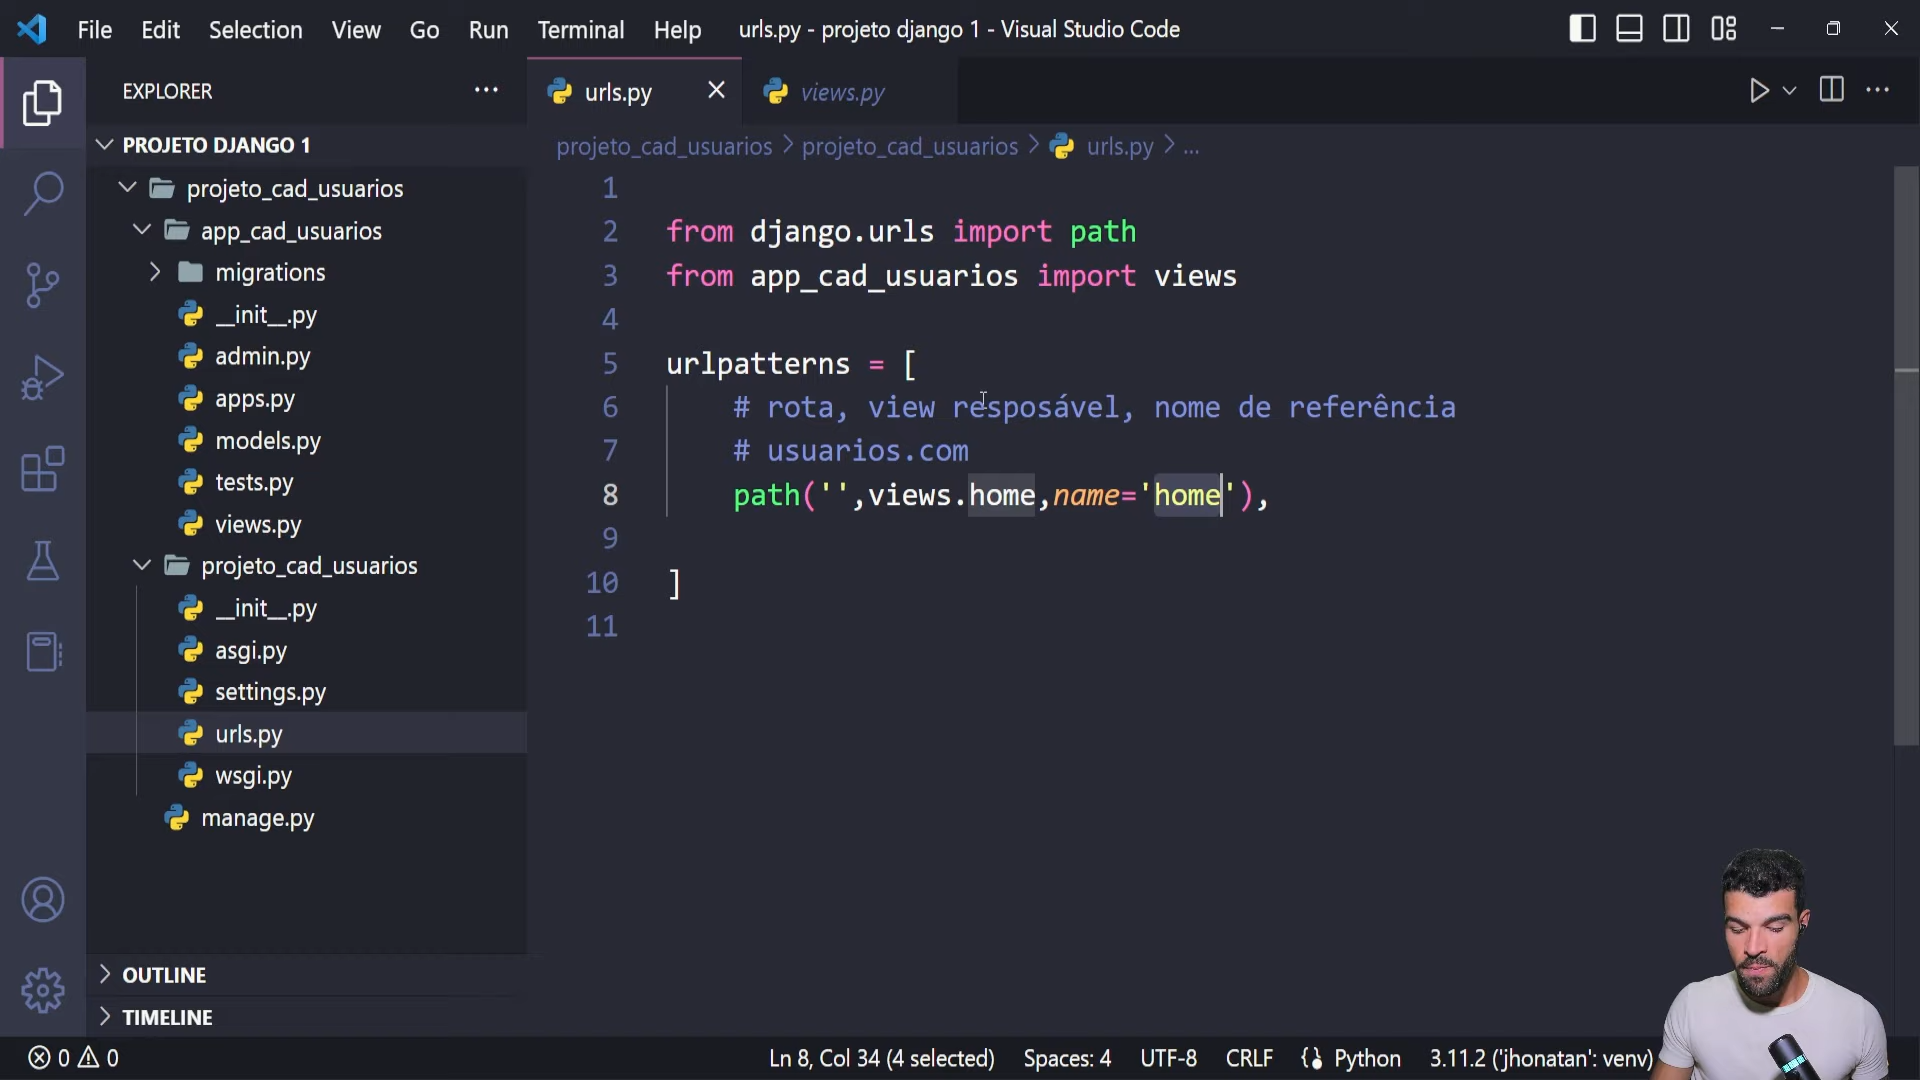 File Edit Selection View Go Run Terminal Help urls.py - projeto django 1 - Visual Studio Code
EXPLORER ...
PROJETO DJANGO 1
projeto_cad_usuarios
app_cad_usuarios
migrations
__init__.py
admin.py
apps.py
models.py
tests.py
views.py
projeto_cad_usuarios
__init__.py
asgi.py
settings.py
urls.py
wsgi.py
manage.py
OUTLINE
TIMELINE
urls.py views.py
projeto_cad_usuarios > projeto_cad_usuarios > urls.py > ...
1
2 from django.urls import path
3 from app_cad_usuarios import views
4
5 urlpatterns = [
6 # rota, view resposável, nome de referência
7 # usuarios.com
8 path('',views.home,name='home'),
9
10 ]
11
0 0 Ln 8, Col 34 (4 selected) Spaces: 4 UTF-8 CRLF Python 3.11.2 ('jhonatan': venv)